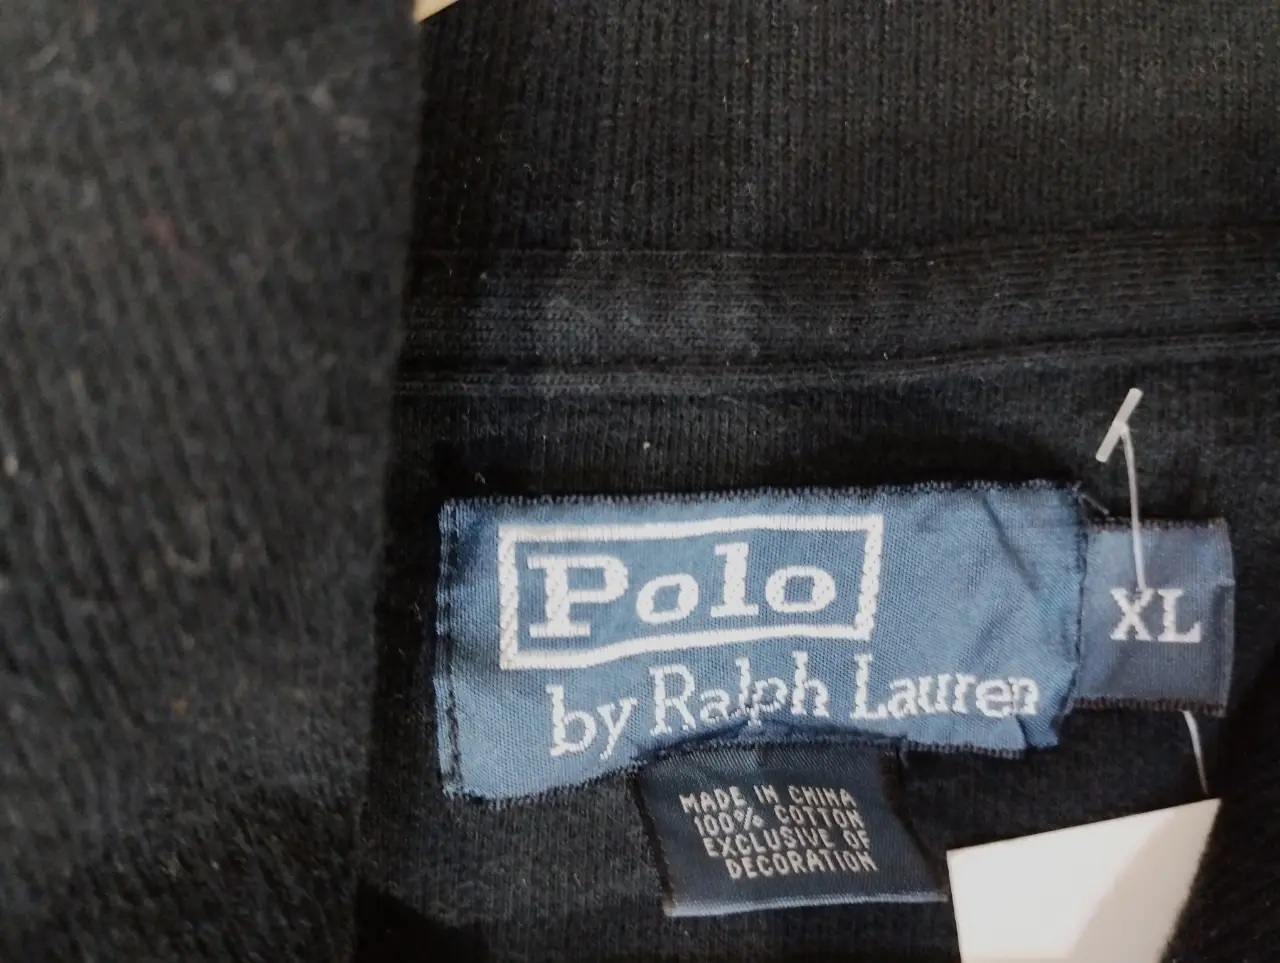 Polo
by Ralph Lauren
XL
MADE IN CHINA
100% COTTON
EXCLUSIVE OF
DECORATION